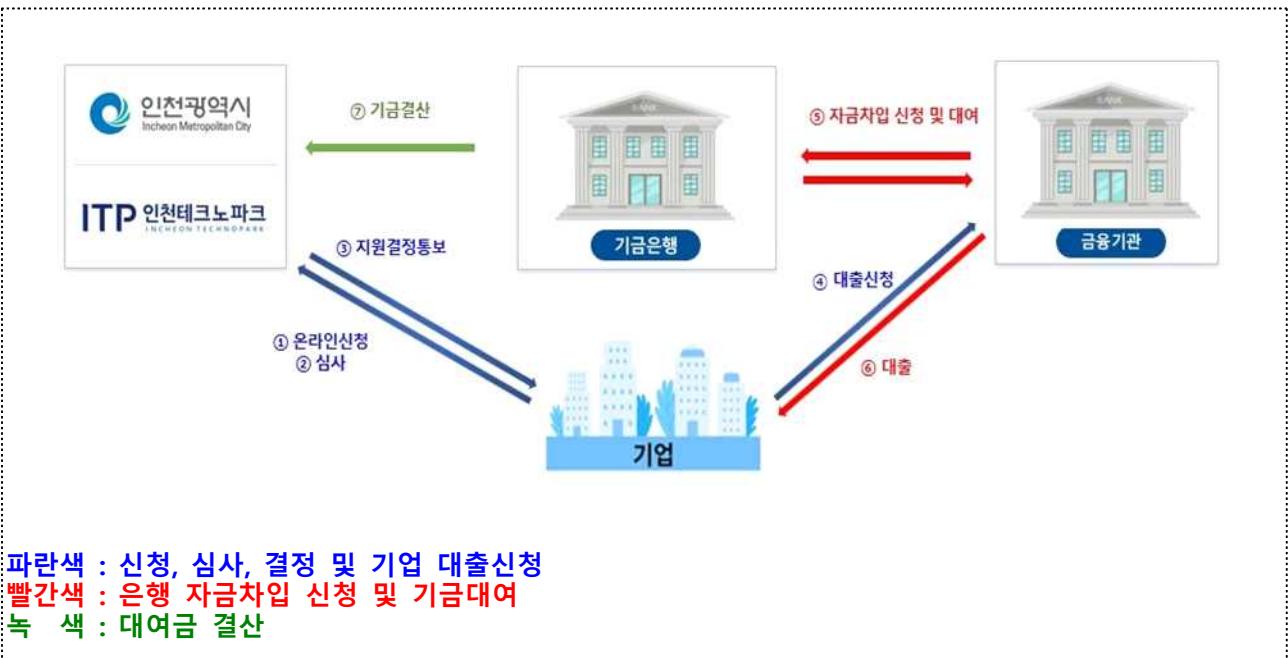 인천광역시
Incheon Metropolitan City
ITP 인천테크노파크
INCHEON TECHNOPARK
⑦ 기금결산
BANK
기금은행
⑤ 자금차입 신청 및 대여
BANK
금융기관
③ 지원결정통보
① 온라인신청
② 심사
④ 대출신청
⑥ 대출
기업
파란색 : 신청, 심사, 결정 및 기업 대출신청
빨간색 : 은행 자금차입 신청 및 기금대여
녹 색 : 대여금 결산